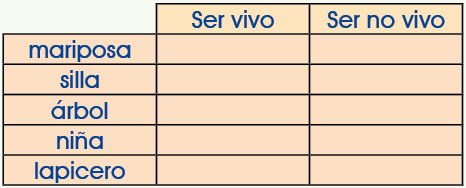 Ser vivo Ser no vivo
mariposa
silla
árbol
niña
lapicero